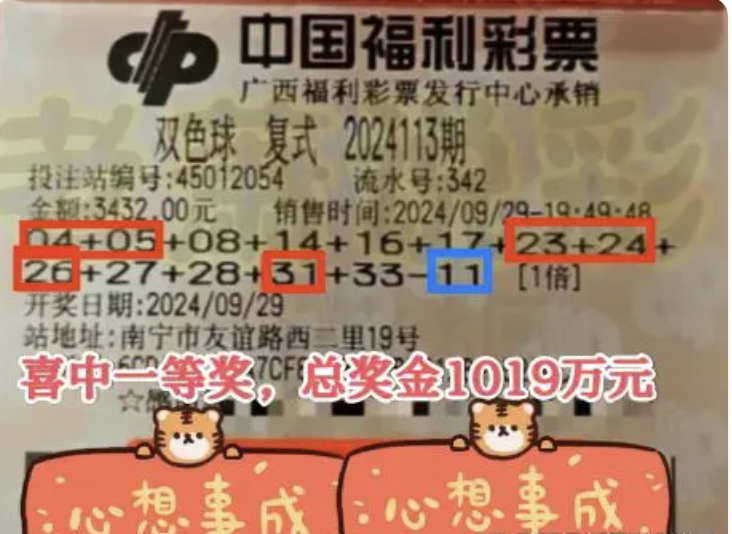 中国福利彩票
广西福利彩票发行中心承销
双色球 复式 2024113期
投注站编号:45012054 流水号:342
金额:3432.00元 销售时间:2024/09/29-19:49:48
04+05+08+14+16+17+23+24+
26+27+28+31+33-11 [1倍]
开奖日期:2024/09/29
站地址:南宁市友谊路西二里19号
喜中一等奖，总奖金1019万元
心想事成 心想事成